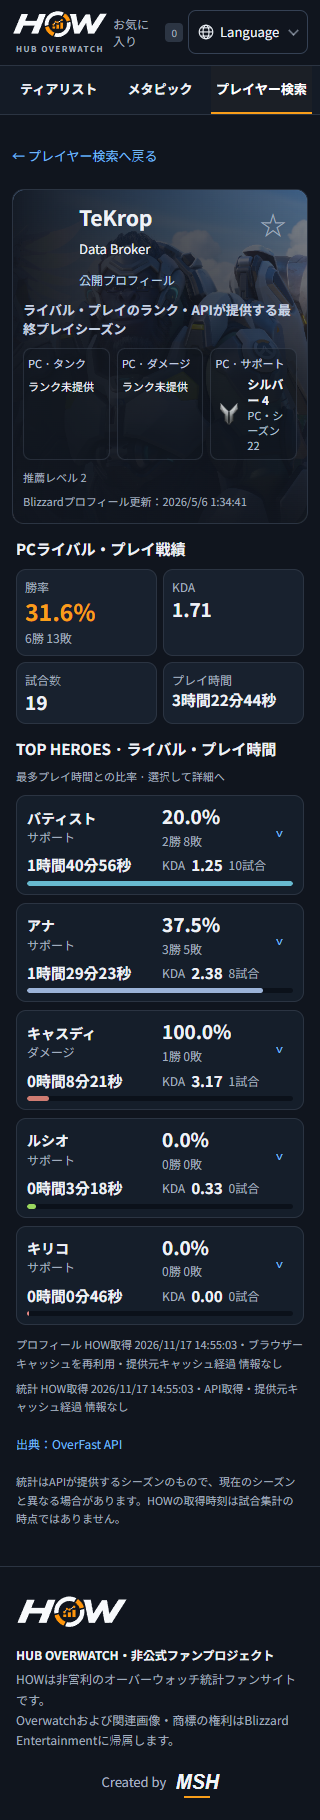 HOW
HUB OVERWATCH
お気に
入り
0
Language
ティアリスト
メタピック
プレイヤー検索
← プレイヤー検索へ戻る
TeKrop
Data Broker
公開プロフィール
ライバル・プレイのランク・APIが提供する最
終プレイシーズン
PC · タンク
ランク未提供
PC · ダメージ
ランク未提供
PC · サポート
シルバ
ー 4
PC · シ
ーズン
22
推薦レベル 2
Blizzardプロフィール更新：2026/5/6 1:34:41
PCライバル・プレイ戦績
勝率
31.6%
6勝 13敗
KDA
1.71
試合数
19
プレイ時間
3時間22分44秒
TOP HEROES · ライバル・プレイ時間
最多プレイ時間との比率 · 選択して詳細へ
バティスト
サポート
1時間40分56秒
20.0%
2勝 8敗
KDA 1.25 10試合
アナ
サポート
1時間29分23秒
37.5%
3勝 5敗
KDA 2.38 8試合
キャスディ
ダメージ
0時間8分21秒
100.0%
1勝 0敗
KDA 3.17 1試合
ルシオ
サポート
0時間3分18秒
0.0%
0勝 0敗
KDA 0.33 0試合
キリコ
サポート
0時間0分46秒
0.0%
0勝 0敗
KDA 0.00 0試合
プロフィール HOW取得 2026/11/17 14:55:03・ブラウザー
キャッシュを再利用・提供元キャッシュ経過 情報なし
統計 HOW取得 2026/11/17 14:55:03・API取得・提供元キ
ャッシュ経過 情報なし
出典：OverFast API
統計はAPIが提供するシーズンのもので、現在のシーズン
と異なる場合があります。HOWの取得時刻は試合集計の
時点ではありません。
HOW
HUB OVERWATCH・非公式ファンプロジェクト
HOWは非営利のオーバーウォッチ統計ファンサイト
です。
Overwatchおよび関連画像・商標の権利はBlizzard
Entertainmentに帰属します。
Created by MSH